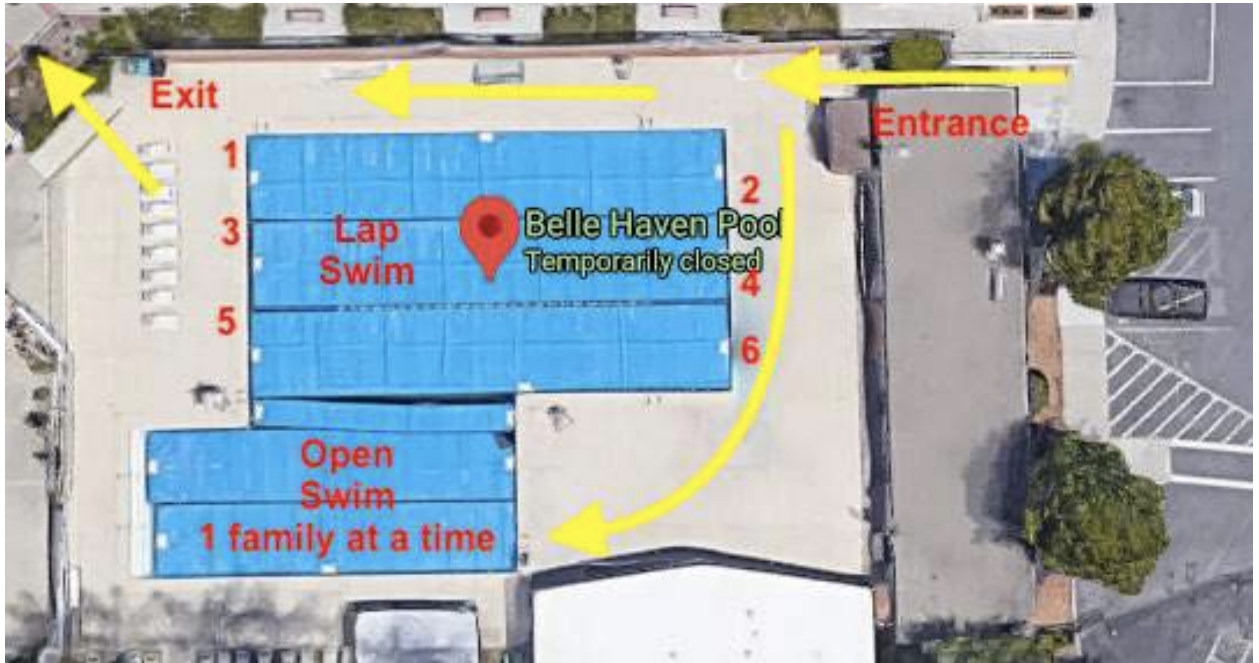 Exit
Entrance
1
2
3
Lap
Swim
Belle Haven Pool
Temporarily closed
4
5
6
Open
Swim
1 family at a time